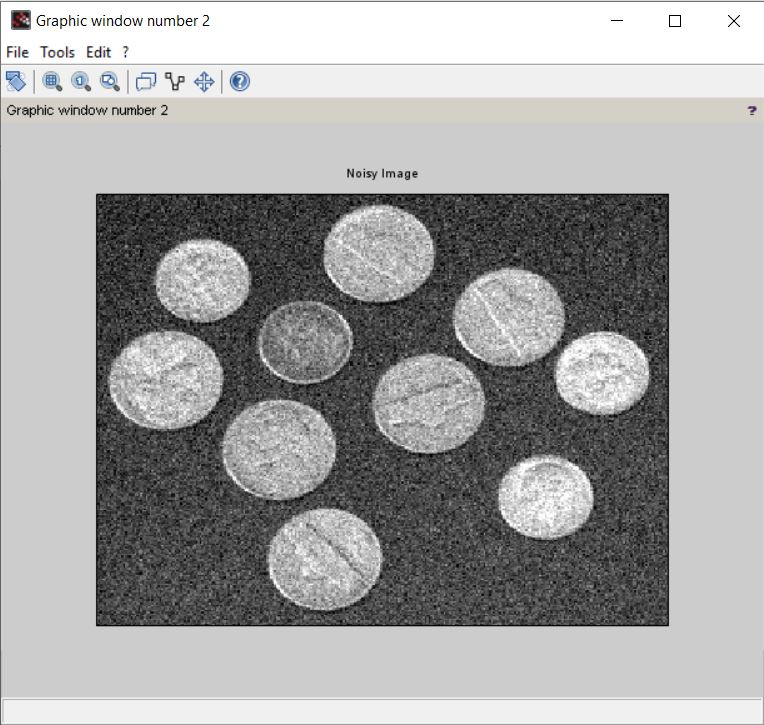 Graphic window number 2
File Tools Edit ?
Graphic window number 2 ?
Noisy Image